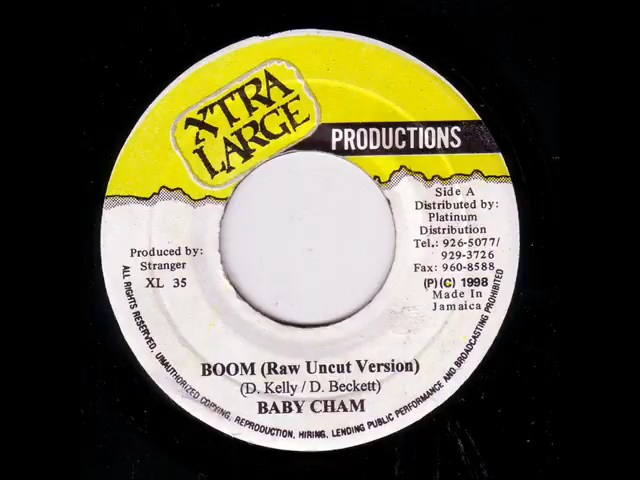 XTRA
LARGE
PRODUCTIONS
Side A
Distributed by:
Platinum
Distribution
Tel.: 926-5077/
929-3726
Fax: 960-8588
(P)(C) 1998
Made In
Jamaica
Produced by:
Stranger
XL 35
BOOM (Raw Uncut Version)
(D. Kelly / D. Beckett)
BABY CHAM
ALL RIGHTS RESERVED, UNAUTHORIZED COPYING, REPRODUCTION, HIRING, LENDING PUBLIC PERFORMANCE AND BROADCASTING PROHIBITED